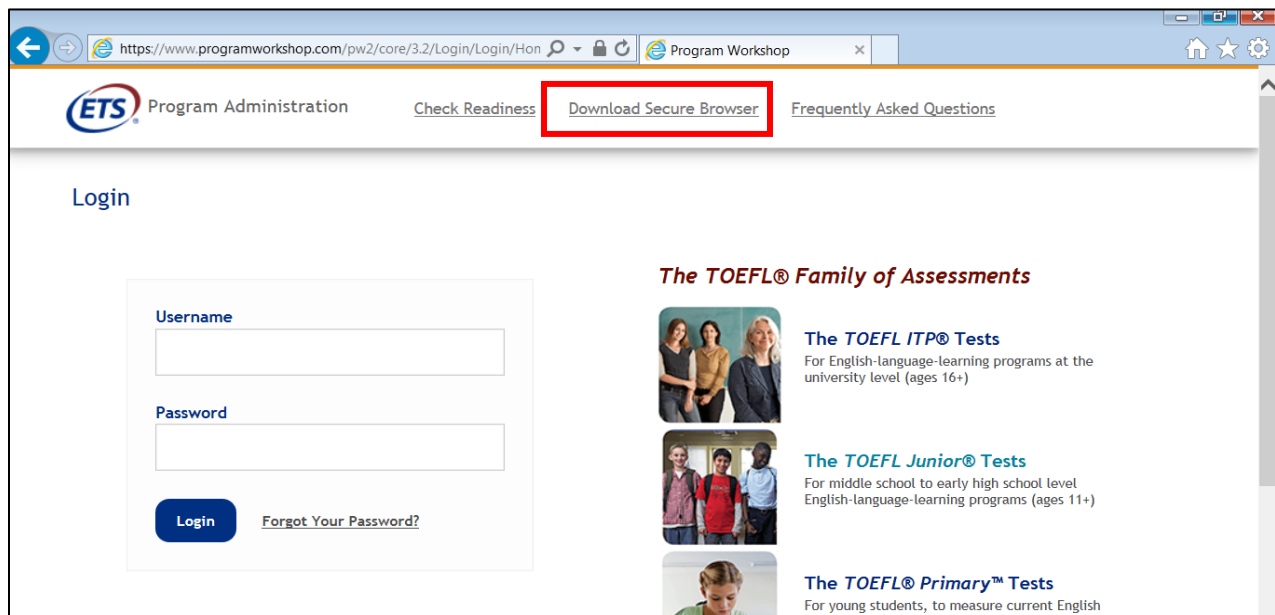 https://www.programworkshop.com/pw2/core/3.2/Login/Login/Hon
Program Workshop
ETS® Program Administration
Check Readiness
Download Secure Browser
Frequently Asked Questions
Login
Username
Password
Login
Forgot Your Password?
The TOEFL® Family of Assessments
The TOEFL ITP® Tests
For English-language-learning programs at the
university level (ages 16+)
The TOEFL Junior® Tests
For middle school to early high school level
English-language-learning programs (ages 11+)
The TOEFL® Primary™ Tests
For young students, to measure current English